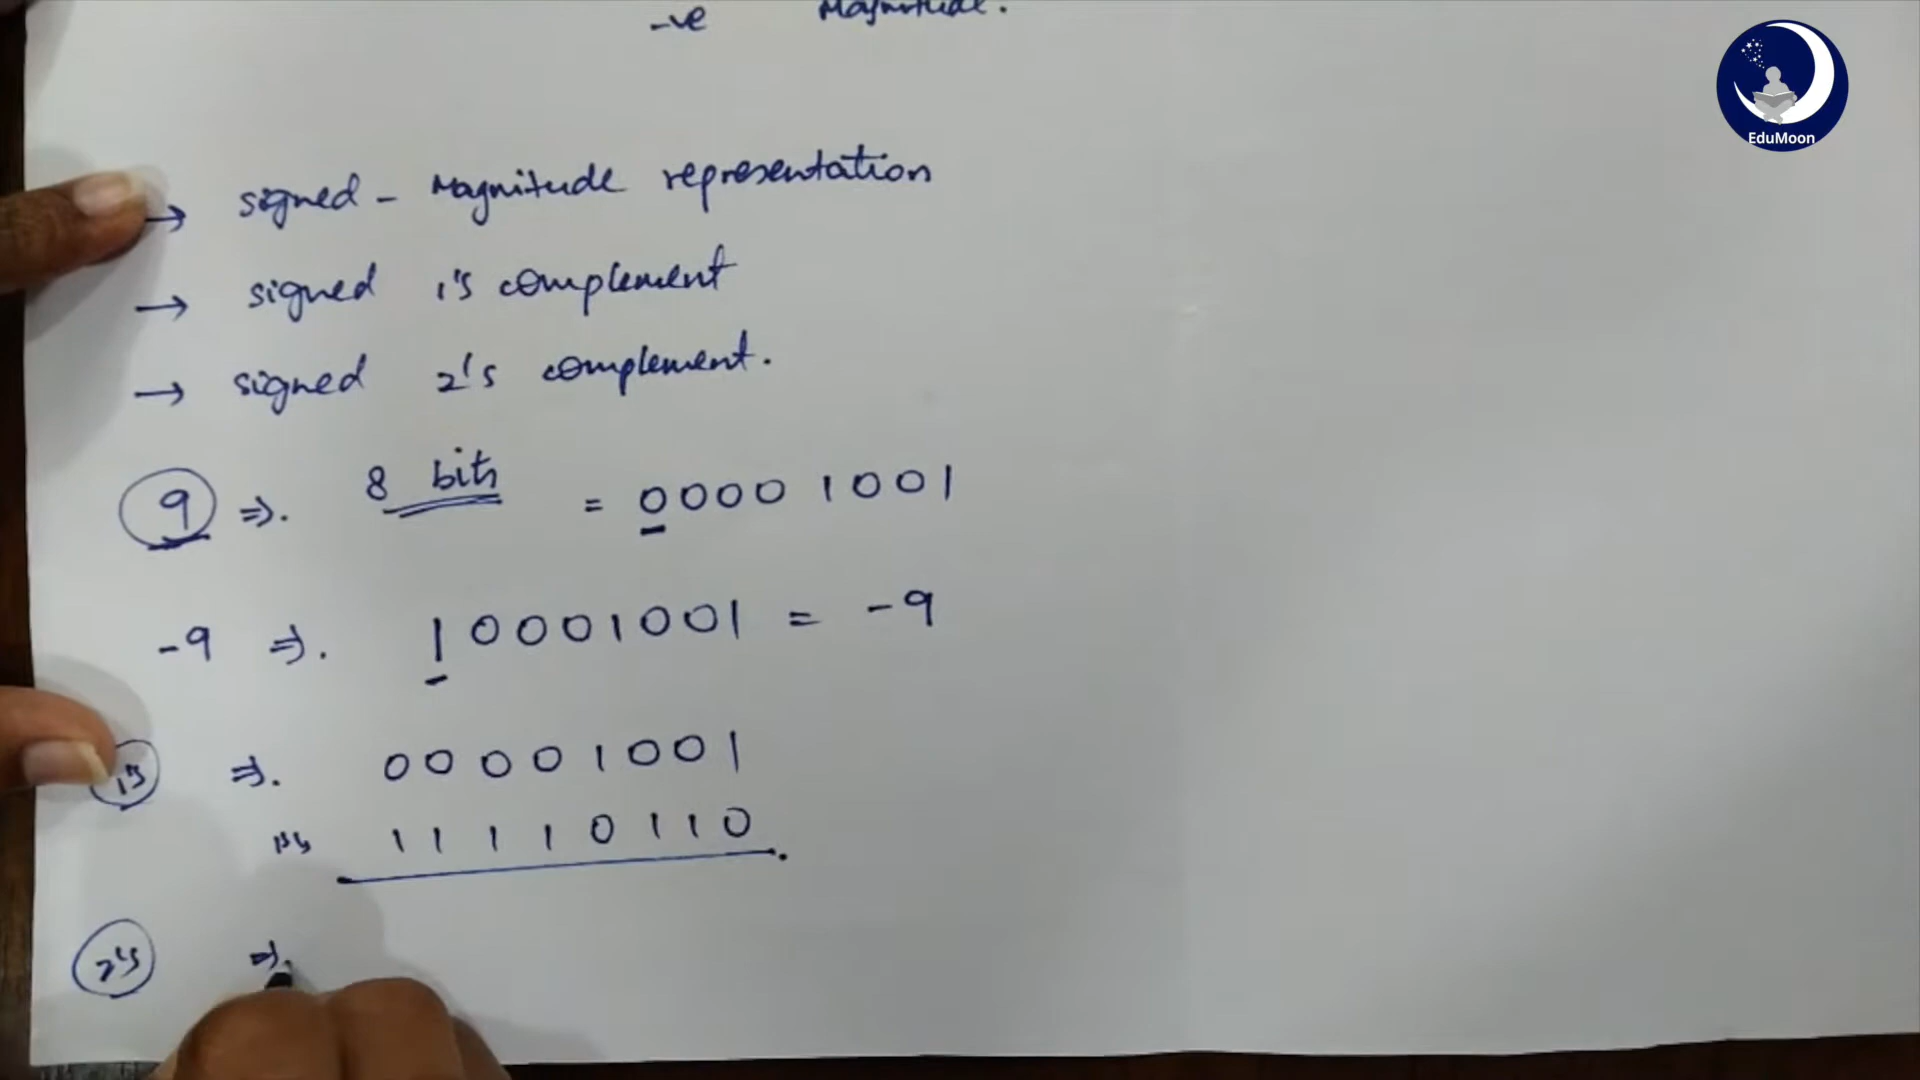 -ve Magnitude.
EduMoon
→ signed - Magnitude representation
→ signed 1's complement
→ signed 2's complement.
9 ⇒. 8 bits = 00001001
-9 ⇒. 10001001 = -9
1's ⇒. 00001001
1's 11110110.
2's ⇒.